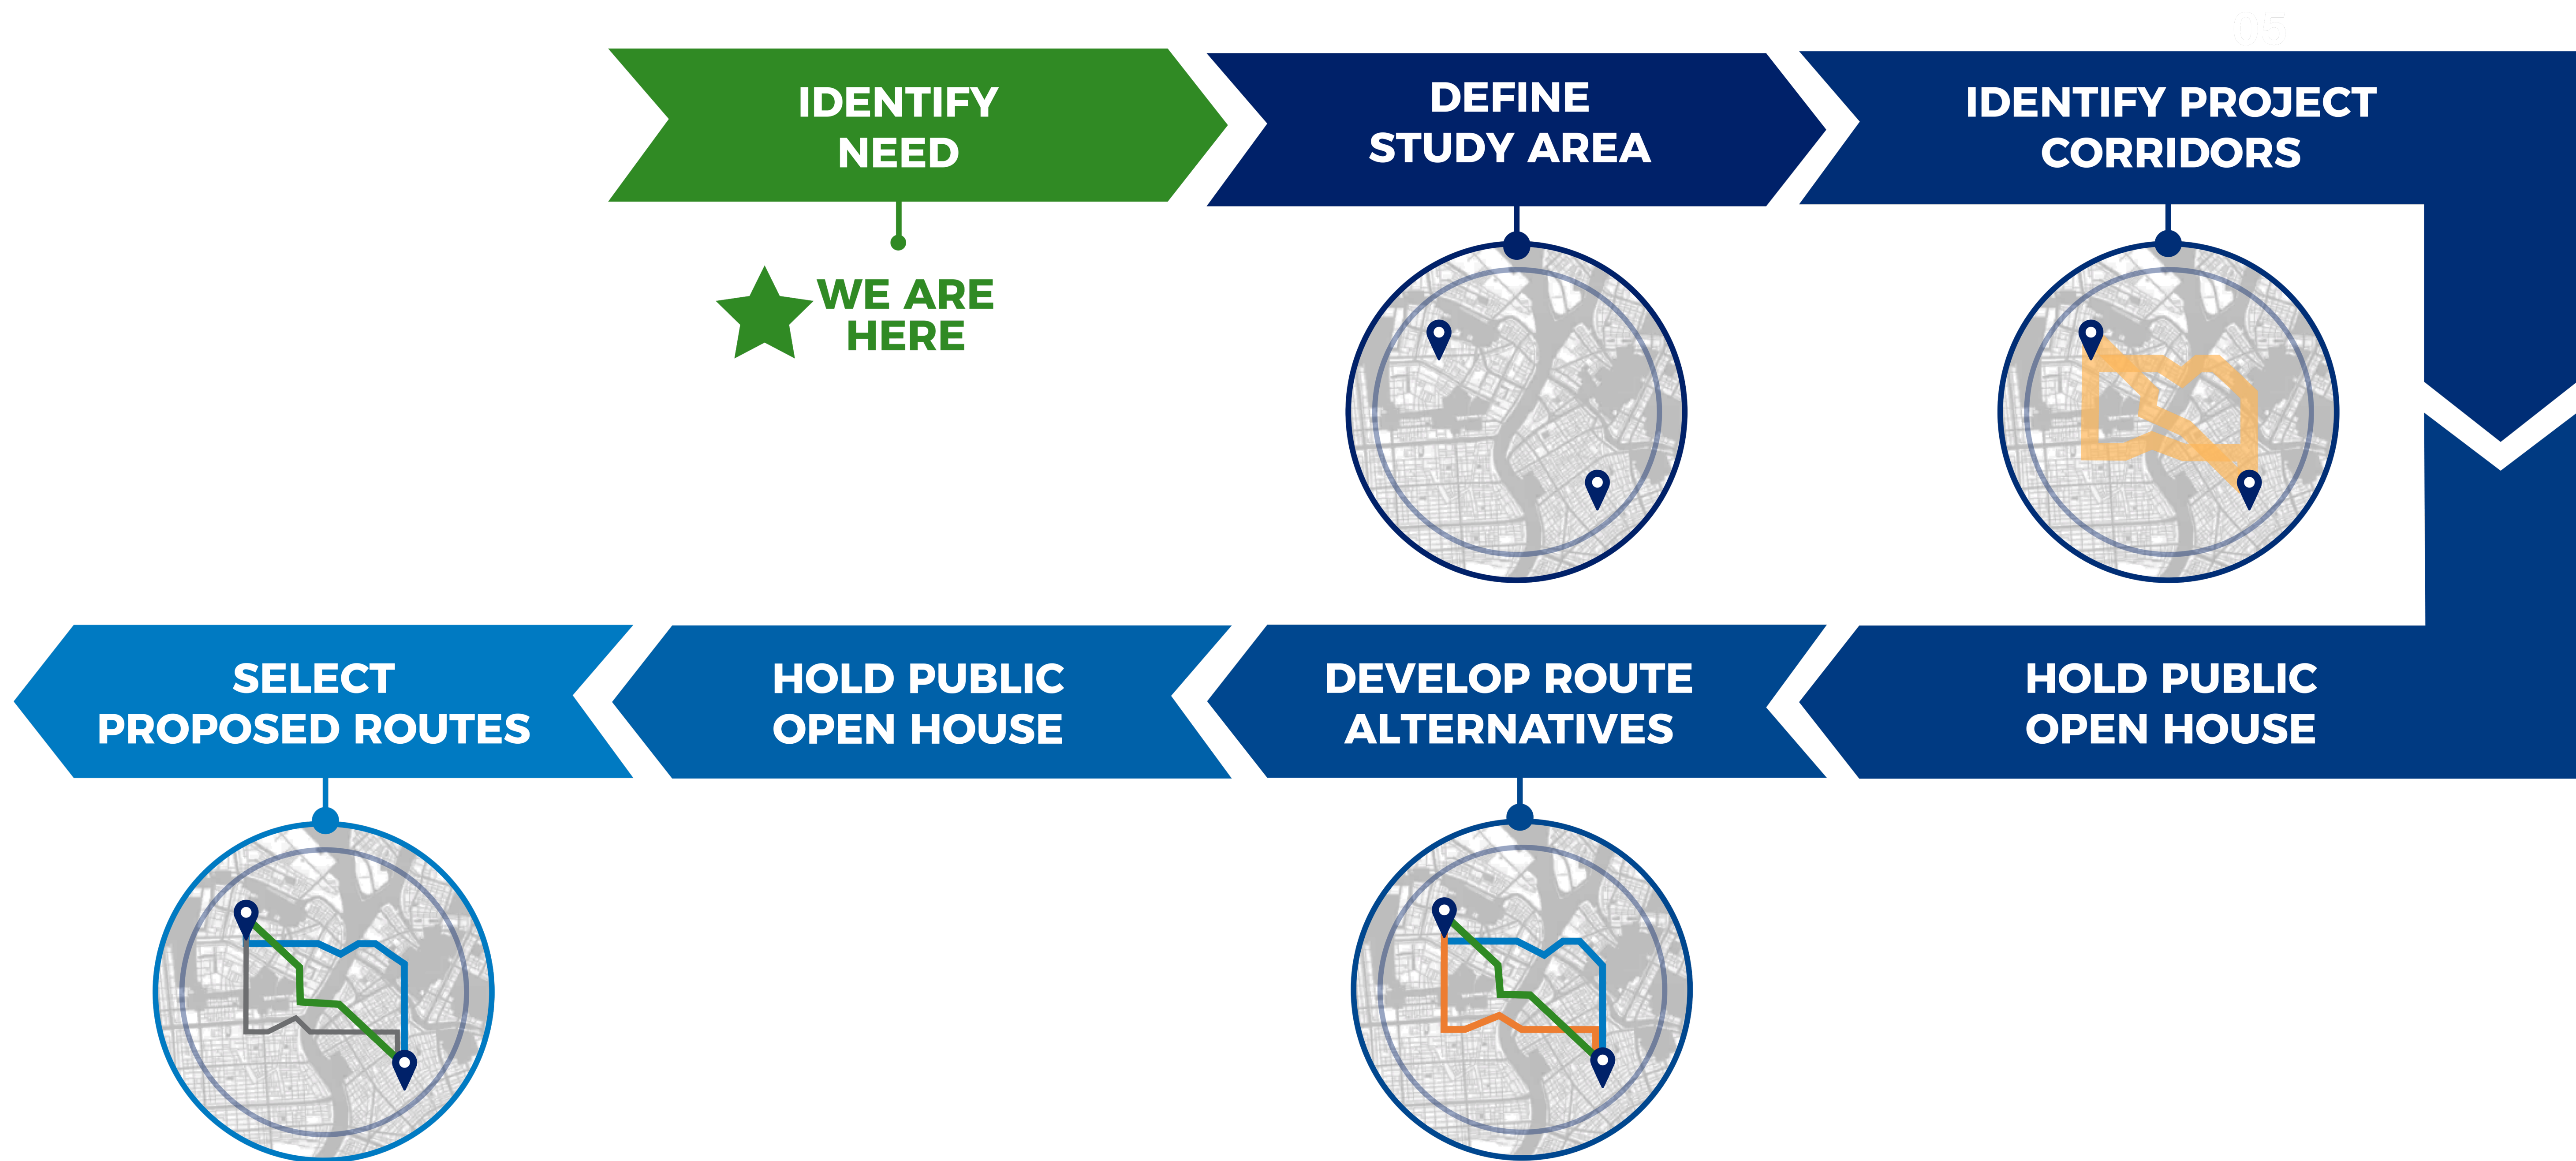 05
IDENTIFY
NEED
DEFINE
STUDY AREA
IDENTIFY PROJECT
CORRIDORS
WE ARE
HERE
HOLD PUBLIC
OPEN HOUSE
DEVELOP ROUTE
ALTERNATIVES
HOLD PUBLIC
OPEN HOUSE
SELECT
PROPOSED ROUTES